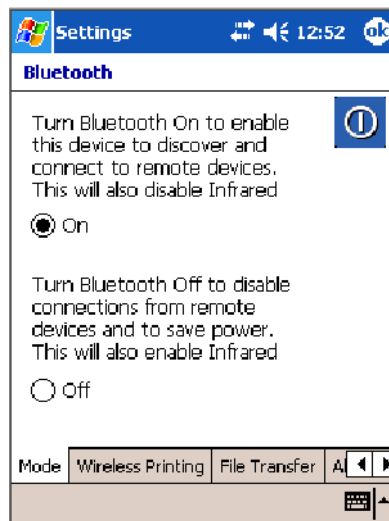 Settings 12:52 ok
Bluetooth
Turn Bluetooth On to enable
this device to discover and
connect to remote devices.
This will also disable Infrared
On
Turn Bluetooth Off to disable
connections from remote
devices and to save power.
This will also enable Infrared
Off
Mode Wireless Printing File Transfer